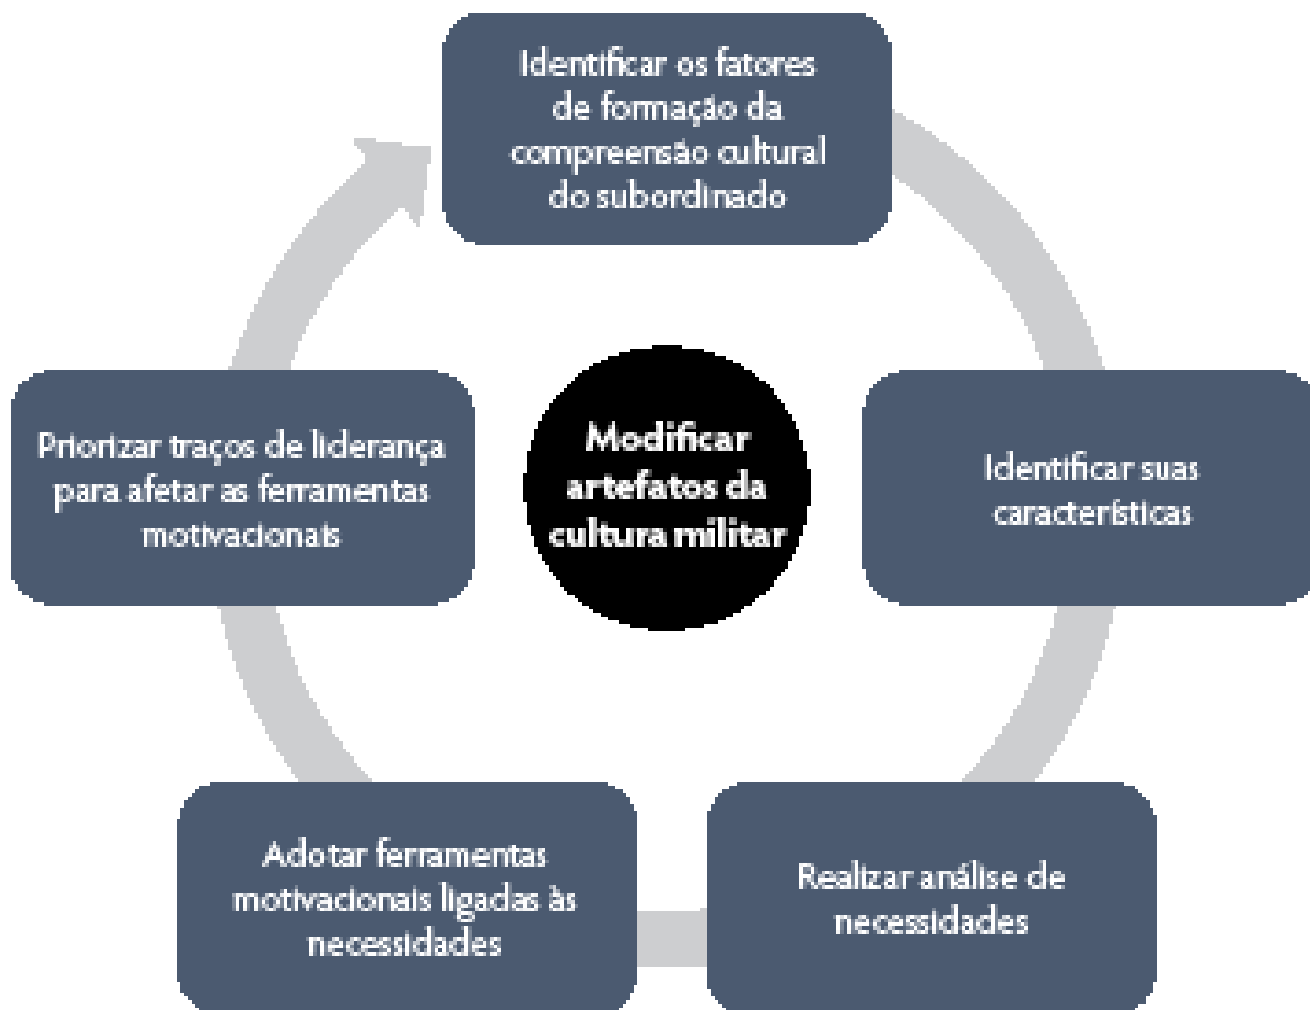 Identificar os fatores
de formação da
compreensão cultural
do subordinado
Priorizar traços de liderança
para afetar as ferramentas
motivacionais
Modificar
artefatos da
cultura militar
Identificar suas
características
Adotar ferramentas
motivacionais ligadas às
necessidades
Realizar análise de
necessidades